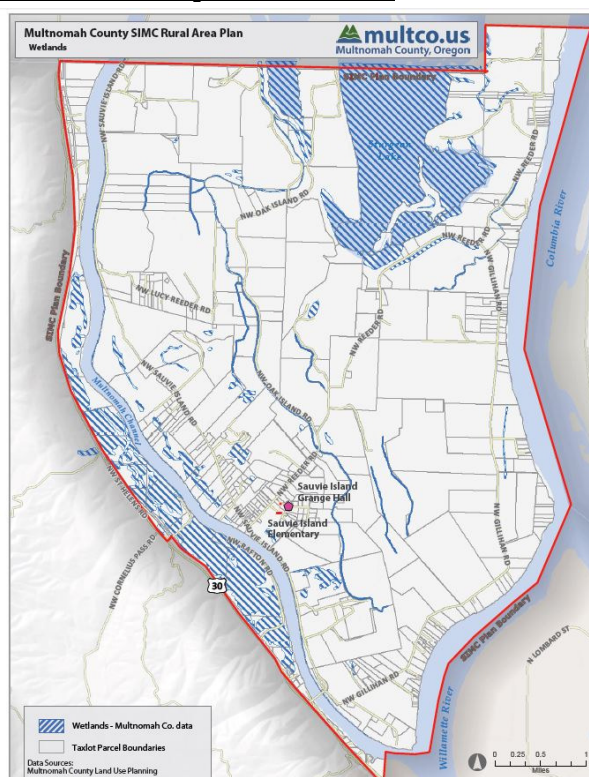 Multnomah County SIMC Rural Area Plan
Wetlands
multco.us
Multnomah County, Oregon
SIMC Plan Boundary
NW SAUVIE ISLAND RD
Sturgeon
Lake
NW REEDER RD
NW OAK ISLAND RD
Columbia River
NW REEDER RD
NW GILLIHAN RD
SIMC Plan Boundary
NW LUCY REEDER RD
NW REEDER RD
NW SAUVIE ISLAND RD
Multnomah Channel
NW OAK ISLAND RD
NW REEDER RD
Sauvie Island
Grange Hall
NW ST HELENS RD
NW SAUVIE ISLAND RD
Sauvie Island
Elementary
NW GILLIHAN RD
NW RAFTON RD
NW CORNELIUS PASS RD
30
SIMC Plan Boundary
N LOMBARD ST
NW GILLIHAN RD
Willamette River
Wetlands - Multnomah Co. data
Taxlot Parcel Boundaries
Data Sources:
Multnomah County Land Use Planning
0 0.25 0.5 1
Miles